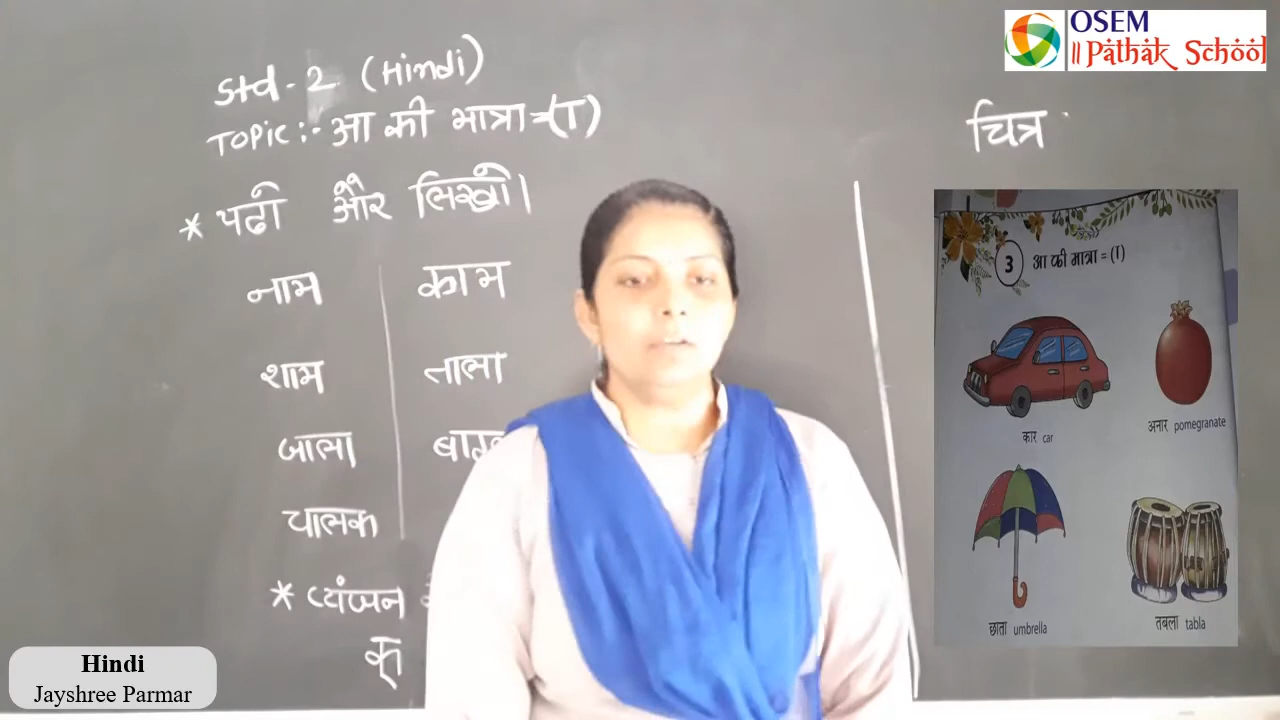 OSEM
॥ Pathak School
Std - 2 (Hindi)
Topic :- आ की मात्रा = (ा)
* पढो और लिखो।
नाम काम
शाम ताला
जाला
चालक
* व्यंजन
क्
चित्र
3 आ की मात्रा = (ा)
कार car
अनार pomegranate
छाता umbrella
तबला tabla
Hindi
Jayshree Parmar